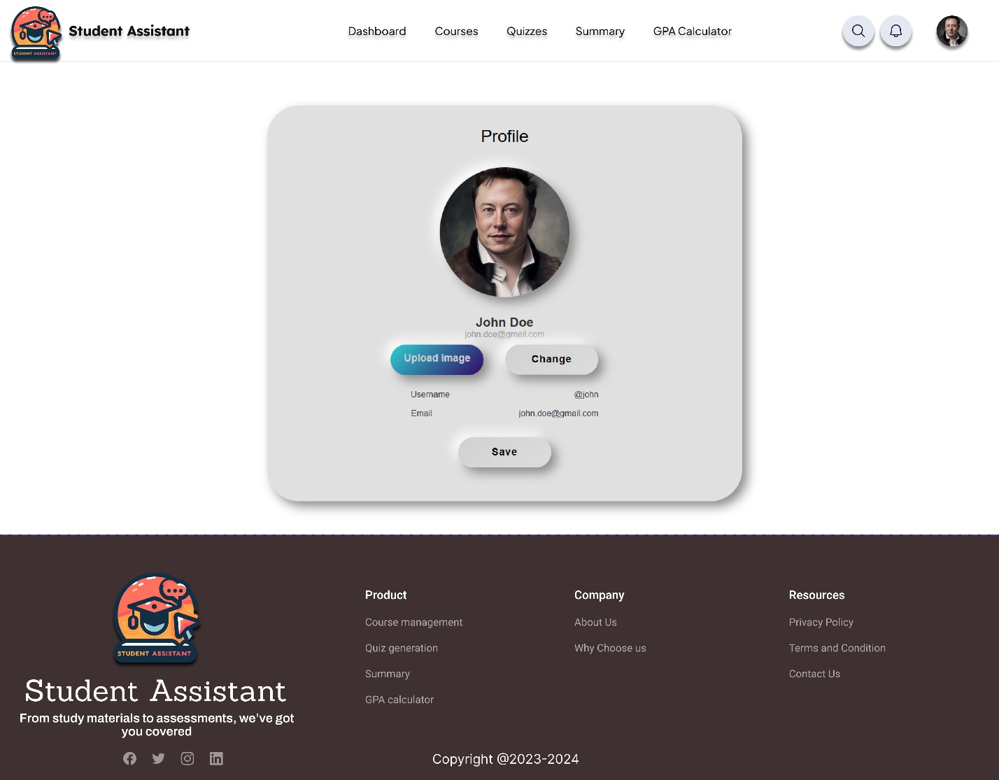 STUDENT ASSISTANT
Student Assistant
Dashboard Courses Quizzes Summary GPA Calculator
Profile
John Doe
john.doe@gmail.com
Upload image Change
Username @john
Email john.doe@gmail.com
Save
STUDENT ASSISTANT
Student Assistant
From study materials to assessments, we've got
you covered
Product
Course management
Quiz generation
Summary
GPA calculator
Company
About Us
Why Choose us
Resources
Privacy Policy
Terms and Condition
Contact Us
Copyright @2023-2024